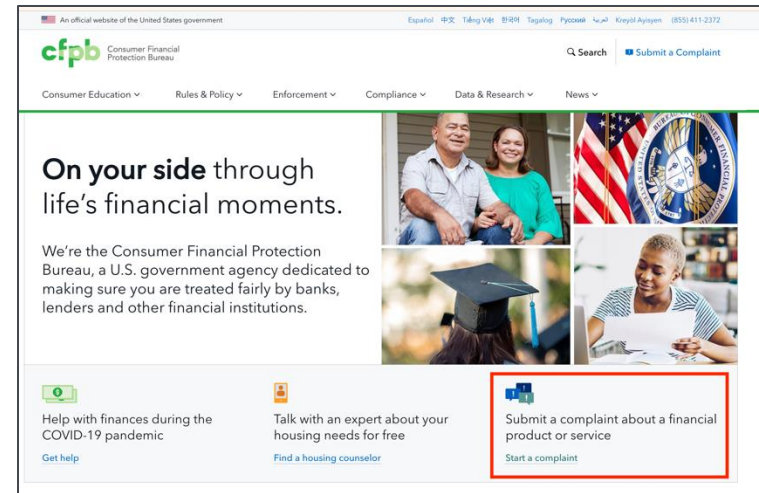 An official website of the United States government
Español 中文 Tiếng Việt 한국어 Tagalog Русский العربية Kreyòl Ayisyen (855) 411-2372
cfpb Consumer Financial
Protection Bureau
Search
Submit a Complaint
Consumer Education Rules & Policy Enforcement Compliance Data & Research News
On your side through
life's financial moments.
We're the Consumer Financial Protection
Bureau, a U.S. government agency dedicated to
making sure you are treated fairly by banks,
lenders and other financial institutions.
Help with finances during the
COVID-19 pandemic
Get help
Talk with an expert about your
housing needs for free
Find a housing counselor
Submit a complaint about a financial
product or service
Start a complaint